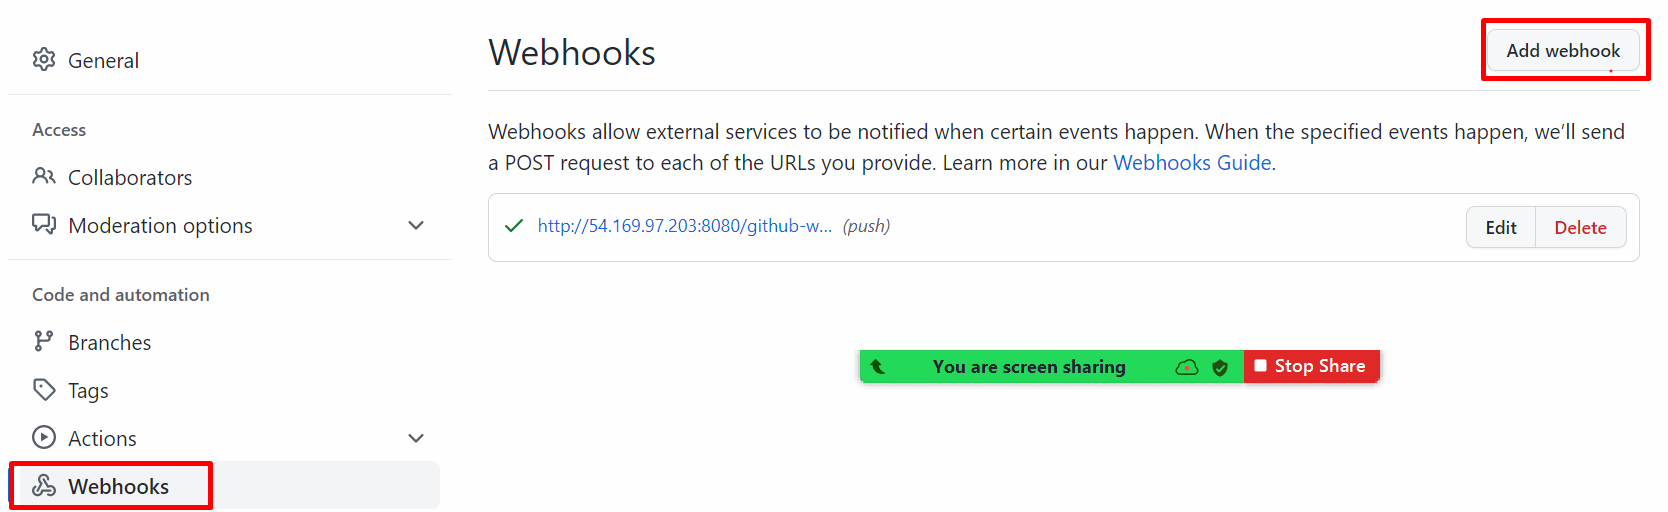 General
Access
Collaborators
Moderation options
Code and automation
Branches
Tags
Actions
Webhooks
Webhooks
Add webhook
Webhooks allow external services to be notified when certain events happen. When the specified events happen, we’ll send
a POST request to each of the URLs you provide. Learn more in our Webhooks Guide.
http://54.169.97.203:8080/github-w... (push)
Edit
Delete
You are screen sharing
Stop Share